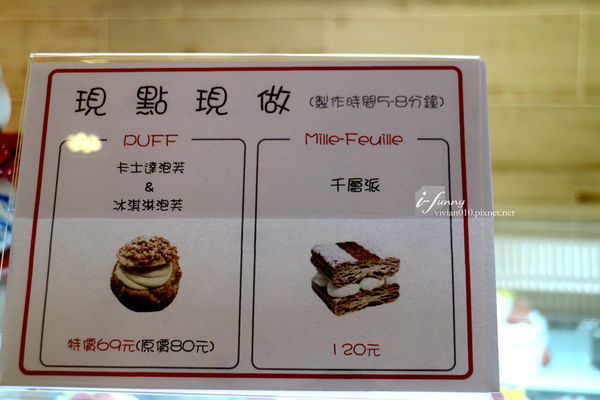 現點現做 (製作時間5-8分鐘)
PUFF
卡士達泡芙
&
冰淇淋泡芙
特價69元(原價80元)
Mille-Feuille
千層派
120元
i-funny
vivian010.pixnet.net